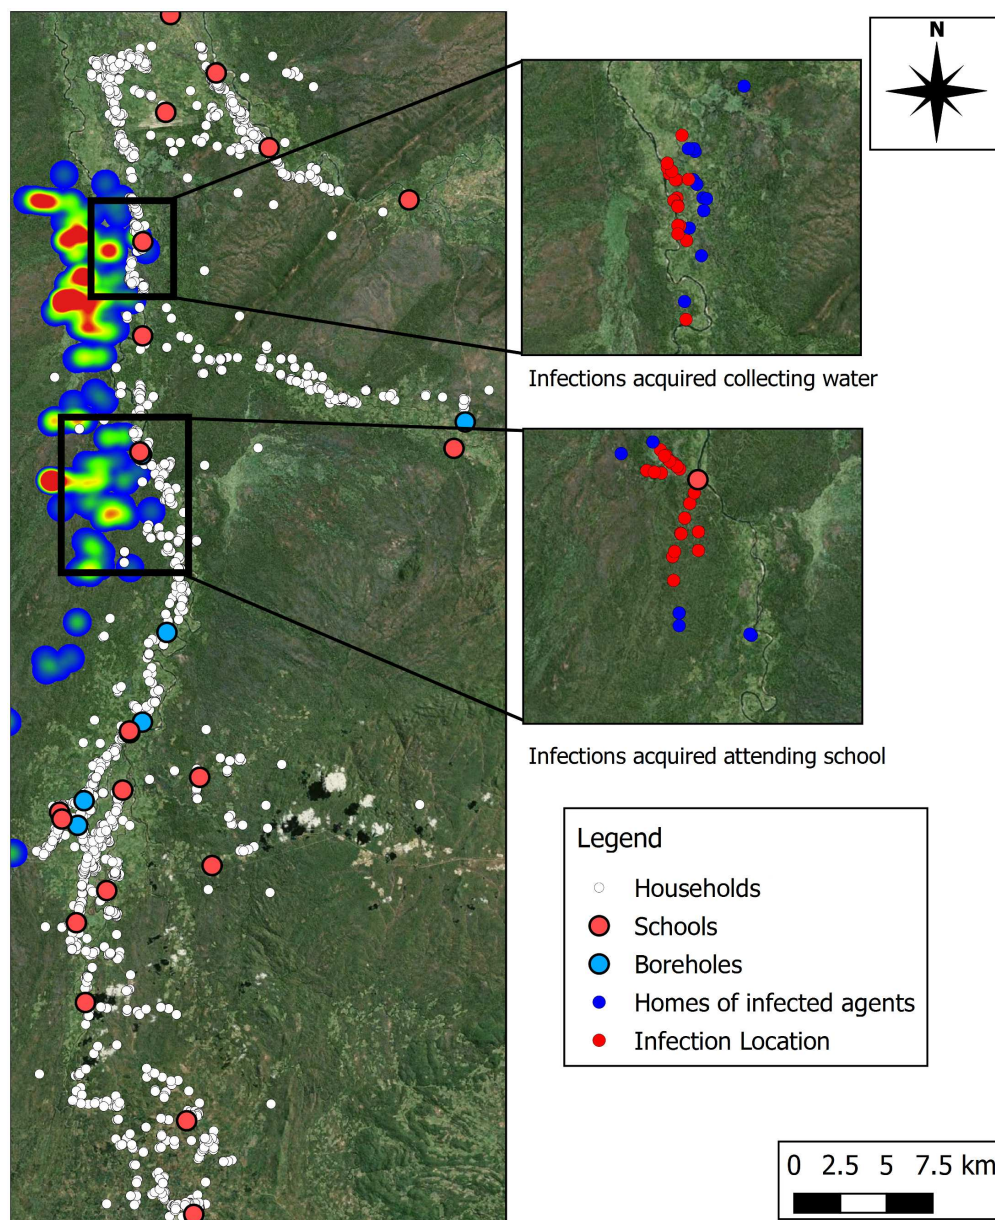 N
Infections acquired collecting water
Infections acquired attending school
Legend
Households
Schools
Boreholes
Homes of infected agents
Infection Location
0 2.5 5 7.5 km